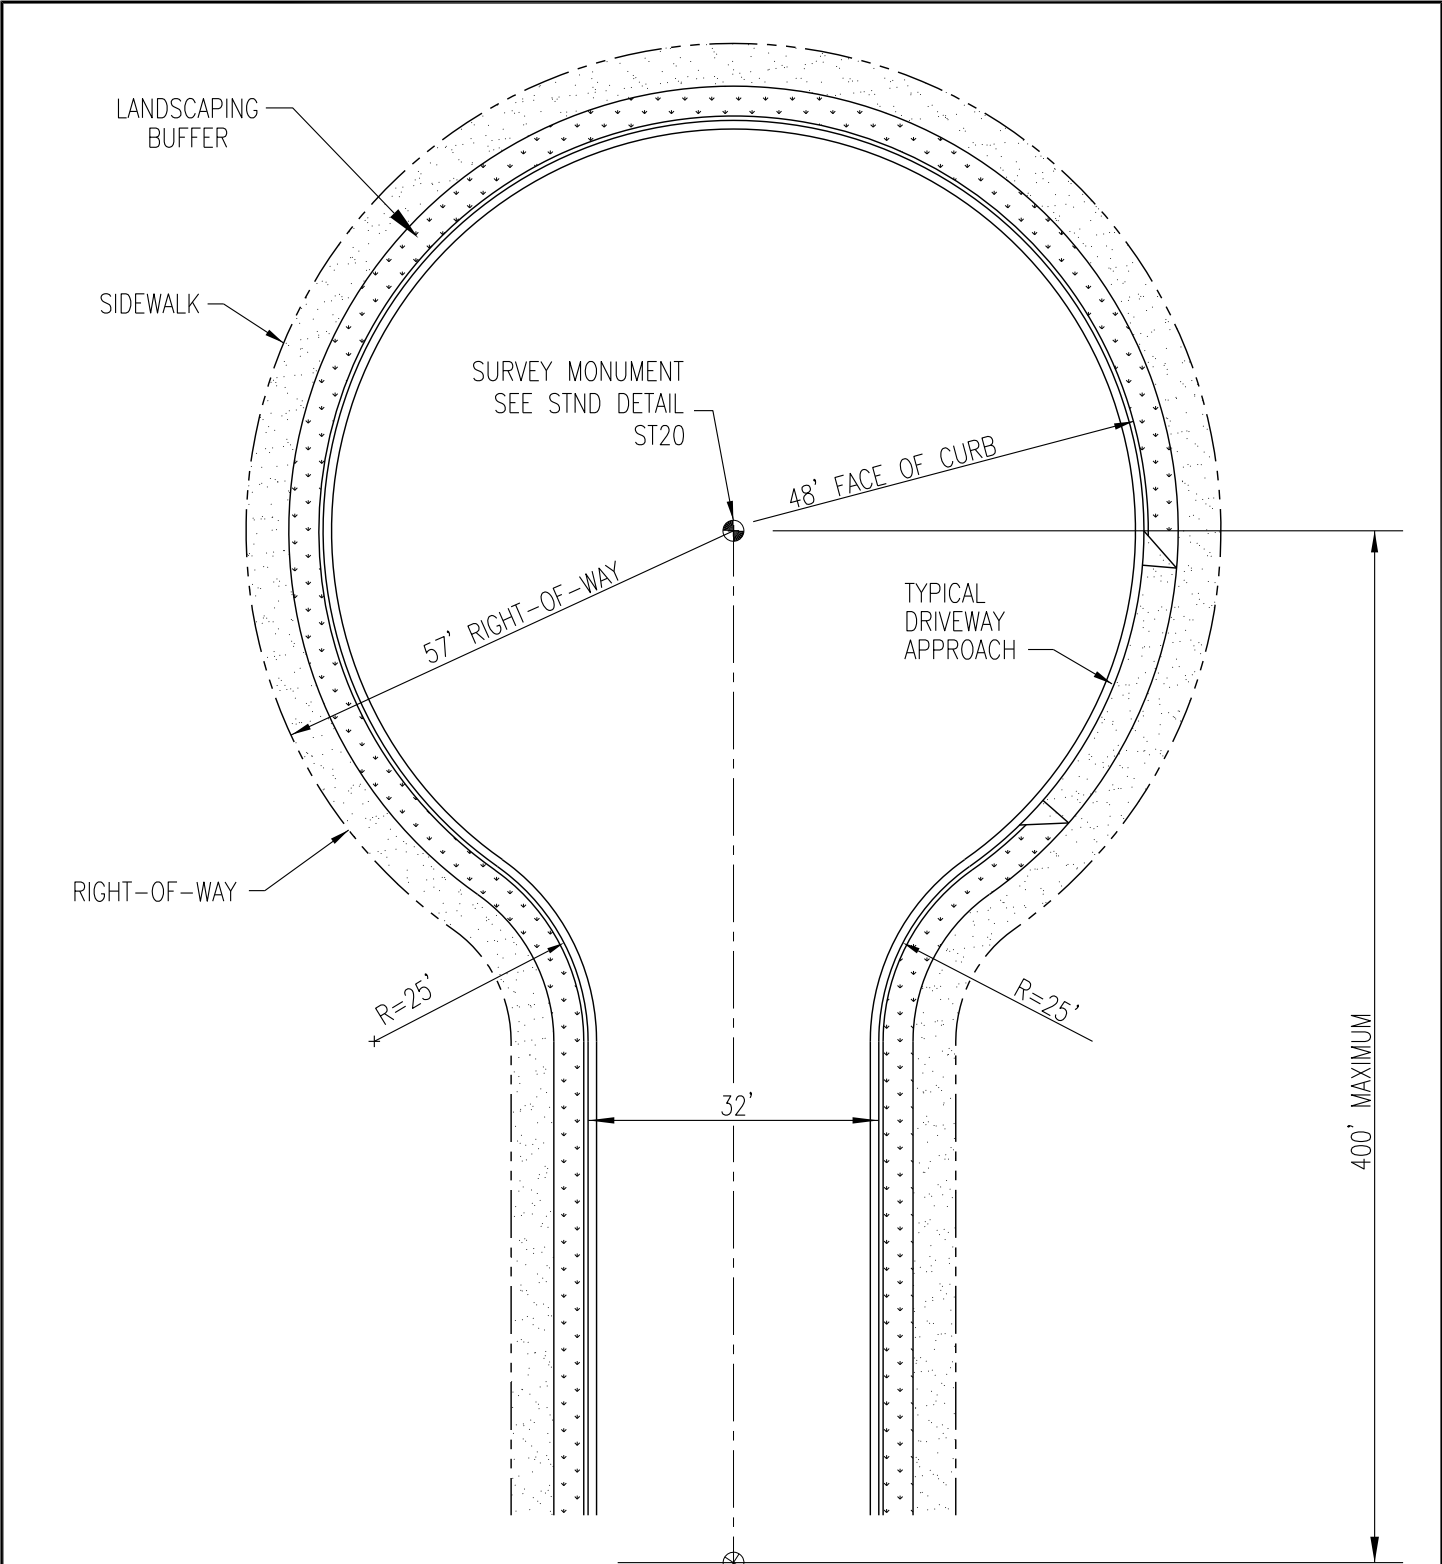 LANDSCAPING
BUFFER
SIDEWALK
SURVEY MONUMENT
SEE STND DETAIL
ST20
48' FACE OF CURB
57' RIGHT-OF-WAY
TYPICAL
DRIVEWAY
APPROACH
RIGHT-OF-WAY
R=25'
R=25'
32'
400' MAXIMUM